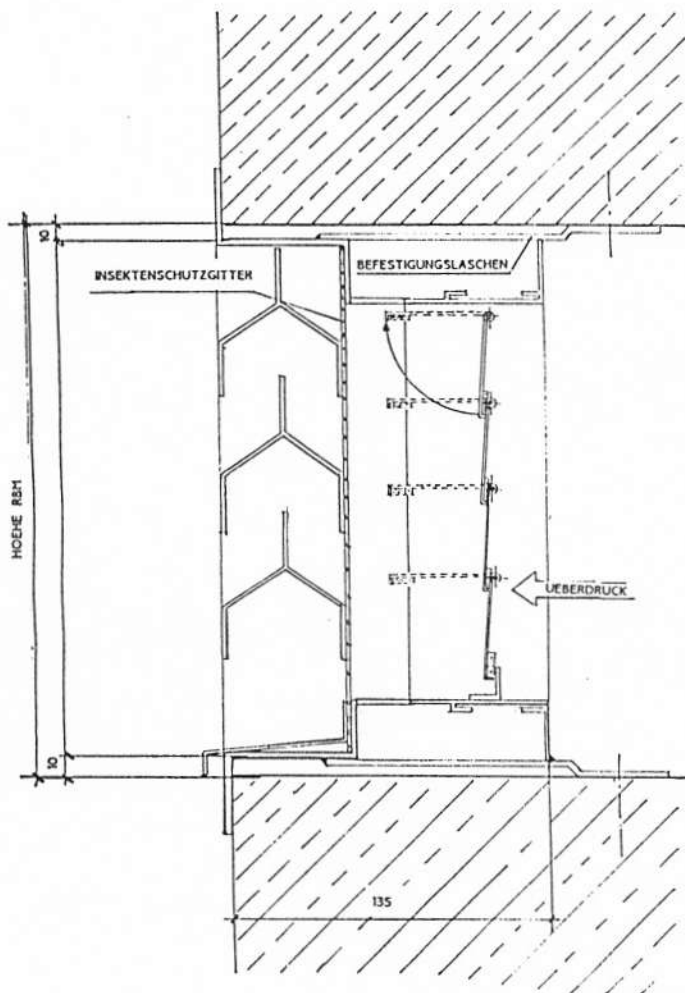 10
INSEKTENSCHUTZGITTER
BEFESTIGUNGSLASCHEN
HOEHE RBM
UEBERDRUCK
10
135